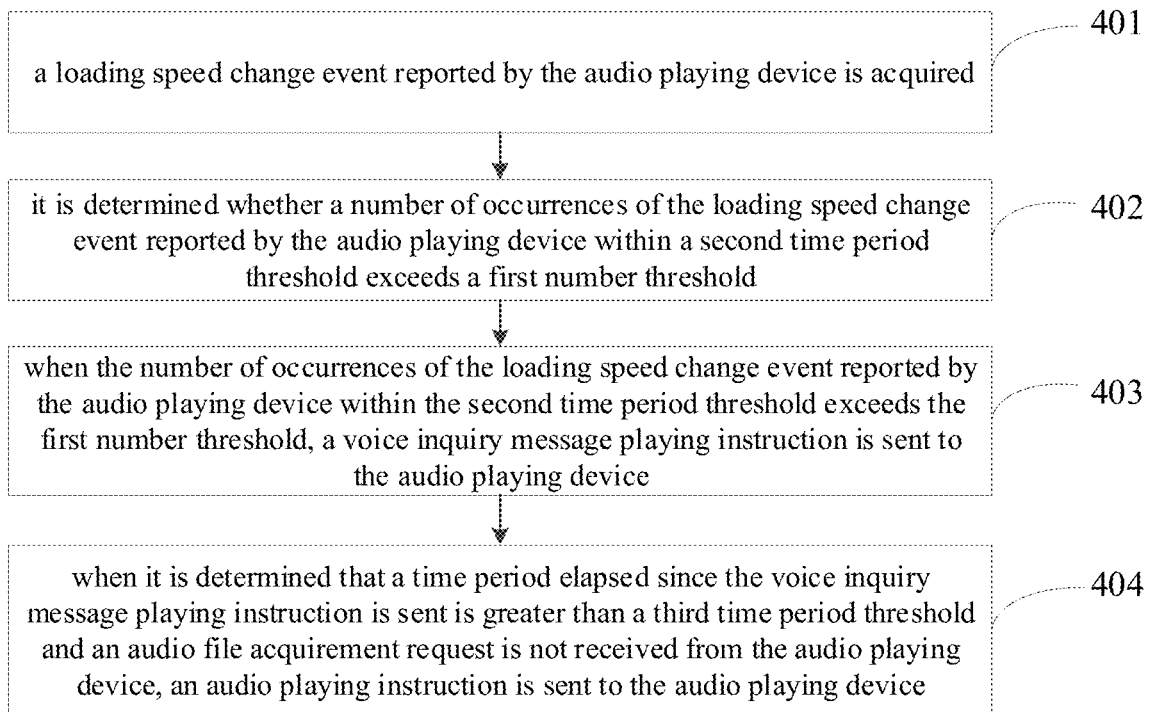 a loading speed change event reported by the audio playing device is acquired
401
it is determined whether a number of occurrences of the loading speed change
event reported by the audio playing device within a second time period
threshold exceeds a first number threshold
402
when the number of occurrences of the loading speed change event reported by
the audio playing device within the second time period threshold exceeds the
first number threshold, a voice inquiry message playing instruction is sent to
the audio playing device
403
when it is determined that a time period elapsed since the voice inquiry
message playing instruction is sent is greater than a third time period threshold
and an audio file acquirement request is not received from the audio playing
device, an audio playing instruction is sent to the audio playing device
404